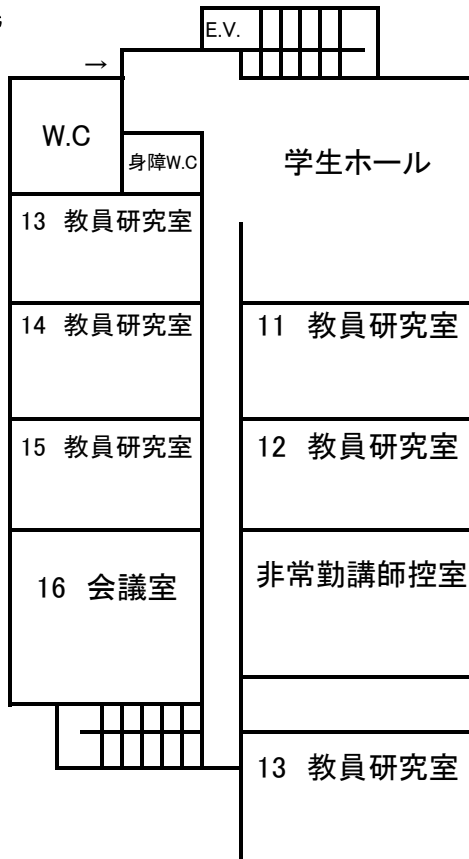 E.V.
→
W.C
身障W.C
学生ホール
13 教員研究室
14 教員研究室
11 教員研究室
15 教員研究室
12 教員研究室
16 会議室
非常勤講師控室
13 教員研究室